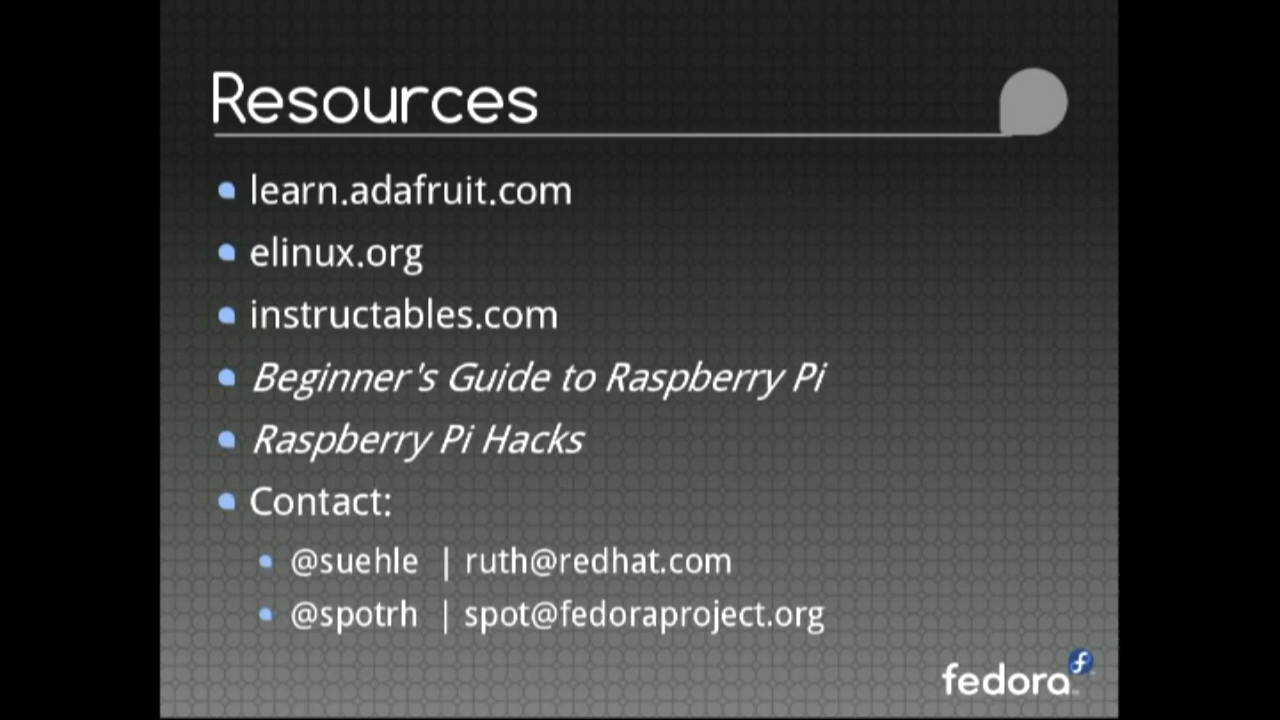 Resources
learn.adafruit.com
elinux.org
instructables.com
Beginner's Guide to Raspberry Pi
Raspberry Pi Hacks
Contact:
@suehle | ruth@redhat.com
@spotrh | spot@fedoraproject.org
fedora